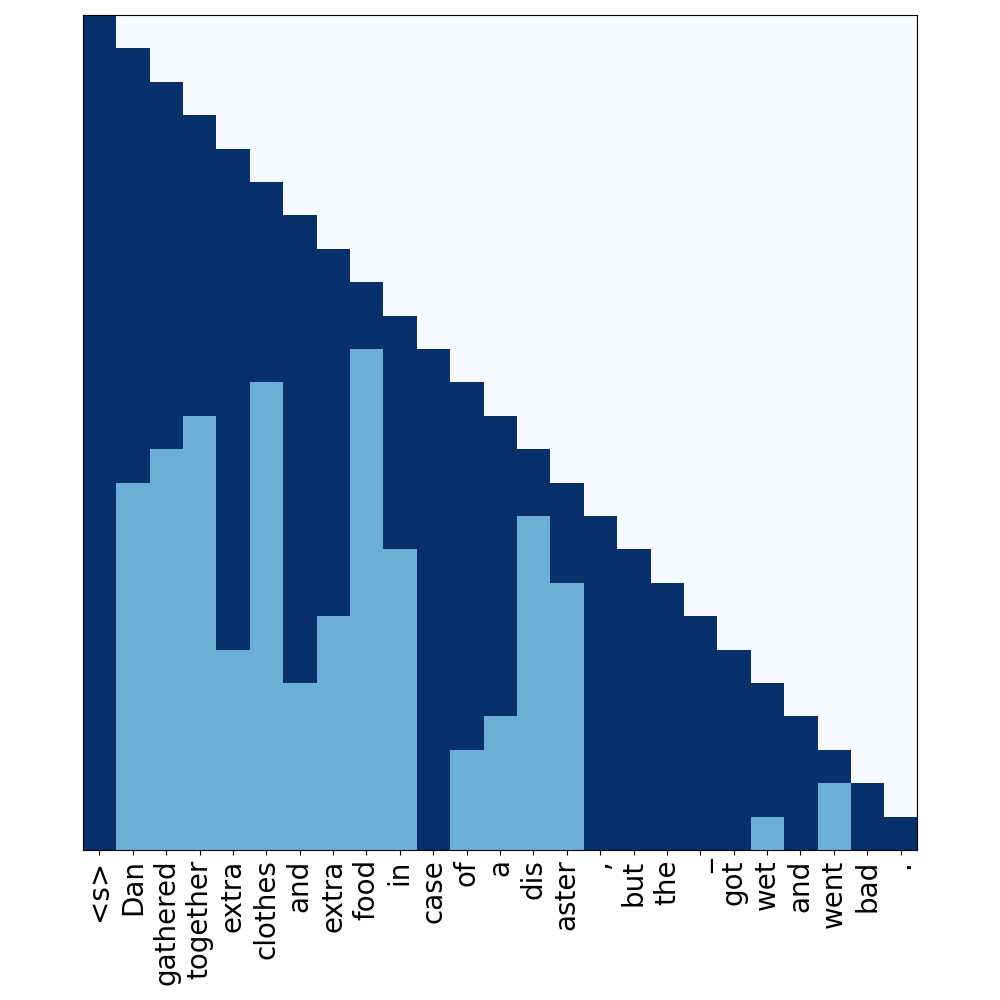 <s> Dan gathered together extra clothes and extra food in case of a dis aster , but the _ got wet and went bad .